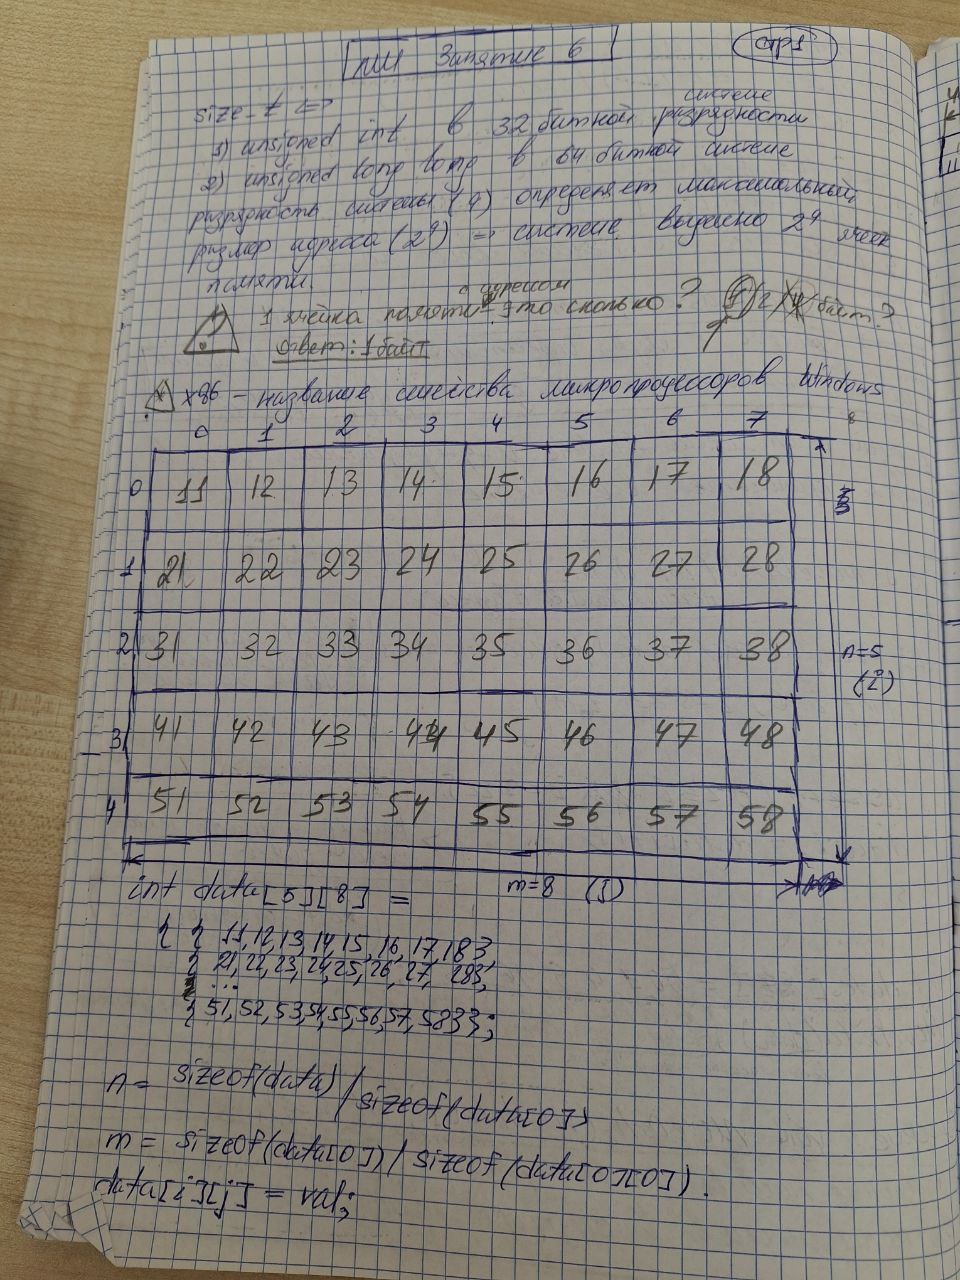 Занятие 6
стр 1
size_t <=>
1) unsigned int в 32 битной системе разрядности
2) unsigned long long в 64 битной системе
разрядность системы (q) определяет максимальный
размер адреса (2^q) → системе выделено 2^q ячеек
памяти.
1 ячейка памяти с адресом - это сколько? 1/2/4/байт?
Ответ: 1 байт
x86 - название семейства микропроцессоров Windows
0 1 2 3 4 5 6 7 8
0 11 12 13 14 15 16 17 18
1 21 22 23 24 25 26 27 28
2 31 32 33 34 35 36 37 38
n=5
(i)
3 41 42 43 44 45 46 47 48
4 51 52 53 54 55 56 57 58
m=8 (j)
int data[5][8] =
{ { 11, 12, 13, 14, 15, 16, 17, 18},
{ 21, 22, 23, 24, 25, 26, 27, 28},
...
{ 51, 52, 53, 54, 55, 56, 57, 58}};
n = sizeof(data) / sizeof(data[0])
m = sizeof(data[0]) / sizeof(data[0][0]).
data[i][j] = val;